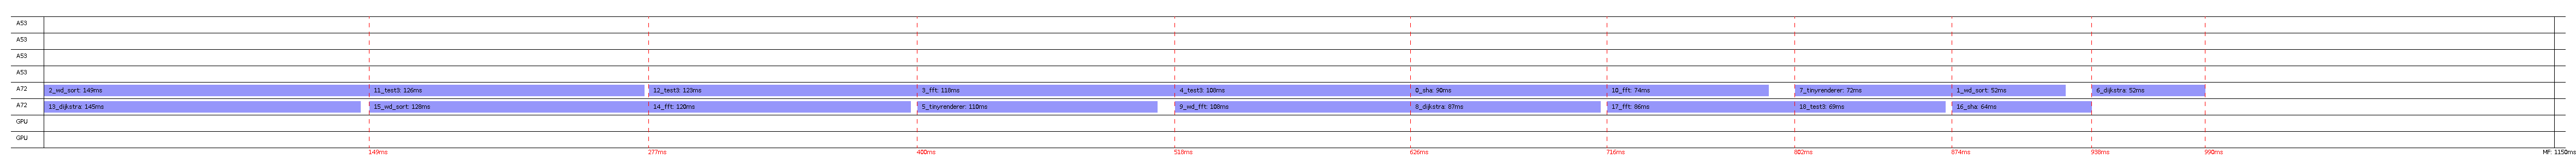 A53
A53
A53
A53
A72 2_wd_sort: 149ms 11_test3: 126ms 12_test3: 123ms 3_fft: 118ms 4_test3: 108ms 0_sha: 90ms 10_fft: 74ms 7_tinyrenderer: 72ms 1_wd_sort: 52ms 6_dijkstra: 52ms
A72 13_dijkstra: 145ms 15_wd_sort: 128ms 14_fft: 120ms 5_tinyrenderer: 110ms 9_wd_fft: 108ms 8_dijkstra: 87ms 17_fft: 86ms 18_test3: 69ms 16_sha: 64ms
GPU
GPU
149ms 277ms 400ms 518ms 626ms 716ms 802ms 874ms 938ms 990ms MF: 1150ms